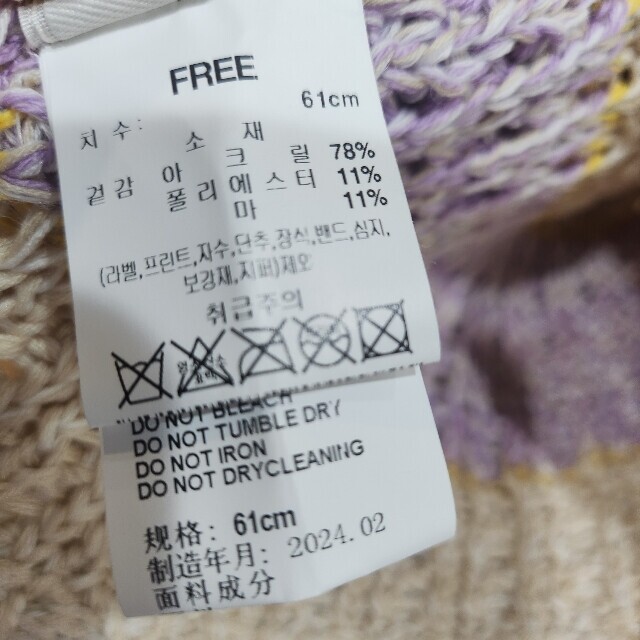 FREE
치수: 61cm
소 재
겉감 아 크 릴 78%
폴리에스터 11%
마 11%
(라벨,프린트,자수,단추,장식,밴드,심지,
보강재,지퍼)제외
취급주의
DO NOT BLEACH
DO NOT TUMBLE DRY
DO NOT IRON
DO NOT DRYCLEANING
规格: 61cm
制造年月: 2024.02
面料成分